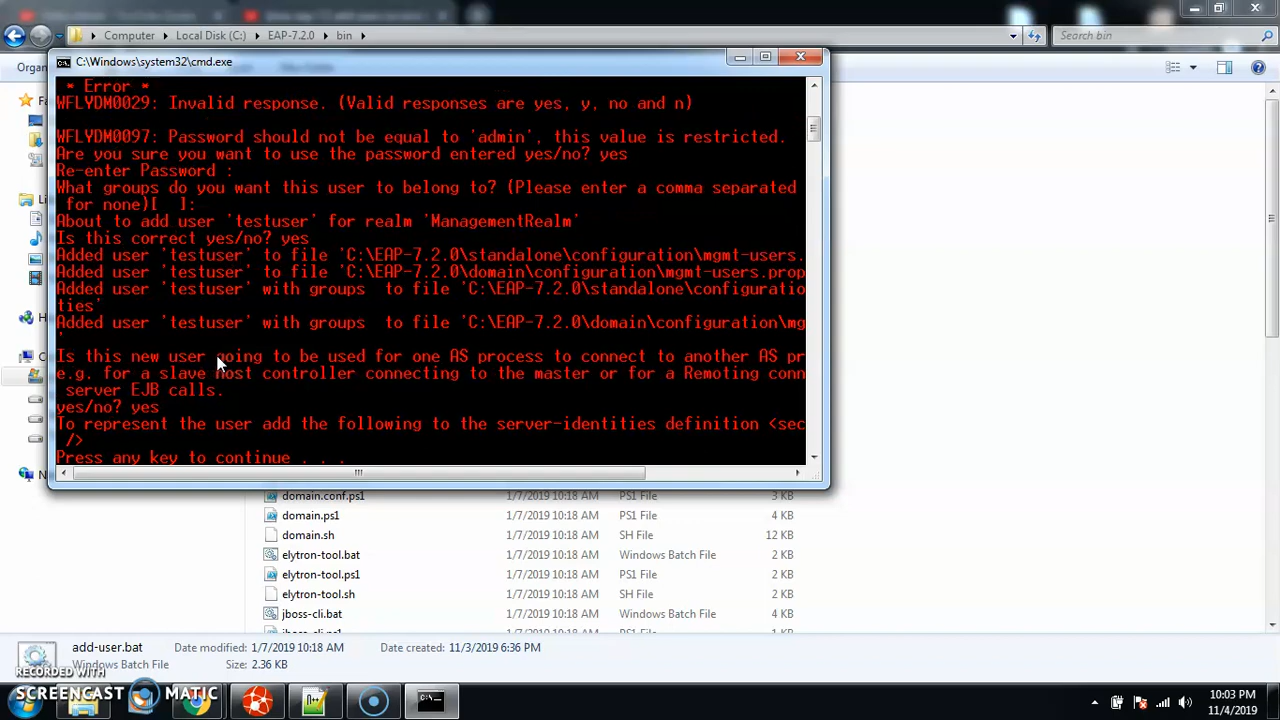 Computer
Local Disk (C:)
EAP-7.2.0
bin
Search bin
Organ
C:\Windows\system32\cmd.exe
* Error *
WFLYDM0029: Invalid response. (Valid responses are yes, y, no and n)
WFLYDM0097: Password should not be equal to 'admin', this value is restricted.
Are you sure you want to use the password entered yes/no? yes
Re-enter Password :
What groups do you want this user to belong to? (Please enter a comma separated
for none)[  ]:
About to add user 'testuser' for realm 'ManagementRealm'
Is this correct yes/no? yes
Added user 'testuser' to file 'C:\EAP-7.2.0\standalone\configuration\mgmt-users.
Added user 'testuser' to file 'C:\EAP-7.2.0\domain\configuration\mgmt-users.prop
Added user 'testuser' with groups  to file 'C:\EAP-7.2.0\standalone\configuratio
ties'
Added user 'testuser' with groups  to file 'C:\EAP-7.2.0\domain\configuration\mg
'
Is this new user going to be used for one AS process to connect to another AS pr
e.g. for a slave host controller connecting to the master or for a Remoting conn
server EJB calls.
yes/no? yes
To represent the user add the following to the server-identities definition <sec
/>
Press any key to continue . . .
Fa
Li
H
C
N
domain.conf.ps1 1/7/2019 10:18 AM PS1 File 3 KB
domain.ps1 1/7/2019 10:18 AM PS1 File 4 KB
domain.sh 1/7/2019 10:18 AM SH File 12 KB
elytron-tool.bat 1/7/2019 10:18 AM Windows Batch File 2 KB
elytron-tool.ps1 1/7/2019 10:18 AM PS1 File 2 KB
elytron-tool.sh 1/7/2019 10:18 AM SH File 2 KB
jboss-cli.bat 1/7/2019 10:18 AM Windows Batch File 4 KB
jboss-cli.ps1 1/7/2019 10:18 AM PS1 File 2 KB
add-user.bat Date modified: 1/7/2019 10:18 AM Date created: 11/3/2019 6:36 PM
Windows Batch File Size: 2.36 KB
RECORDED WITH
SCREENCAST MATIC
10:03 PM
11/4/2019